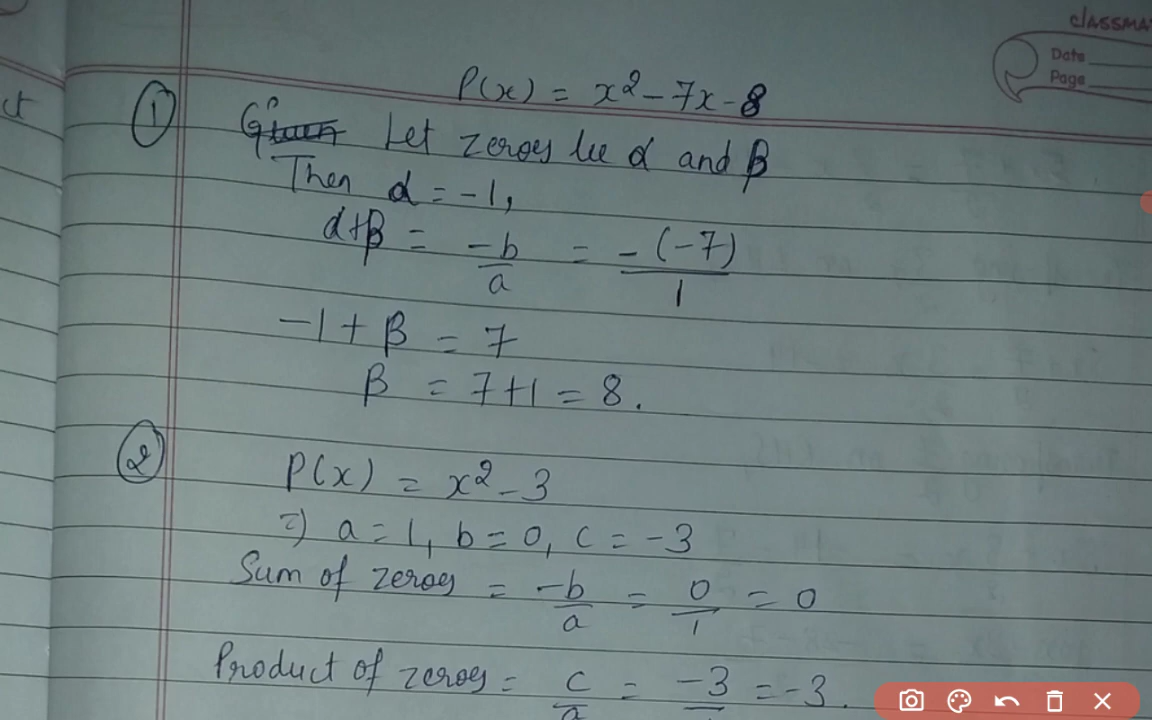 classma
Date
Page
ct
P(x) = x² - 7x - 8
① Given Let zeroes be α and β
Then α = -1,
α+β = -b/a = -(-7)/1
-1 + β = 7
β = 7+1 = 8.
② P(x) = x² - 3
⇒ a = 1, b = 0, c = -3
Sum of zeroes = -b/a = 0/1 = 0
Product of zeroes = c/a = -3/1 = -3.